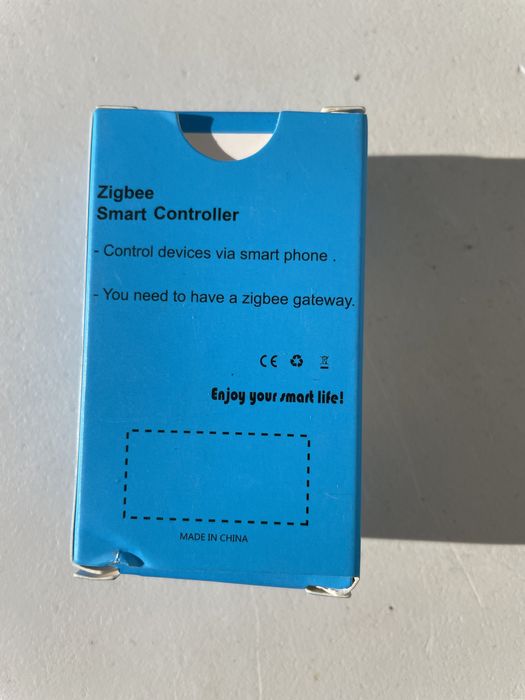 Zigbee
Smart Controller
- Control devices via smart phone .
- You need to have a zigbee gateway.
CE
Enjoy your smart life!
MADE IN CHINA